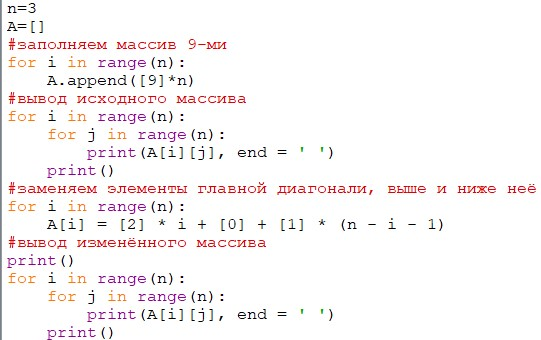 n=3
A=[]
#заполняем массив 9-ми
for i in range(n):
    A.append([9]*n)
#вывод исходного массива
for i in range(n):
    for j in range(n):
        print(A[i][j], end = ' ')
    print()
#заменяем элементы главной диагонали, выше и ниже неё
for i in range(n):
    A[i] = [2] * i + [0] + [1] * (n - i - 1)
#вывод изменённого массива
print()
for i in range(n):
    for j in range(n):
        print(A[i][j], end = ' ')
    print()